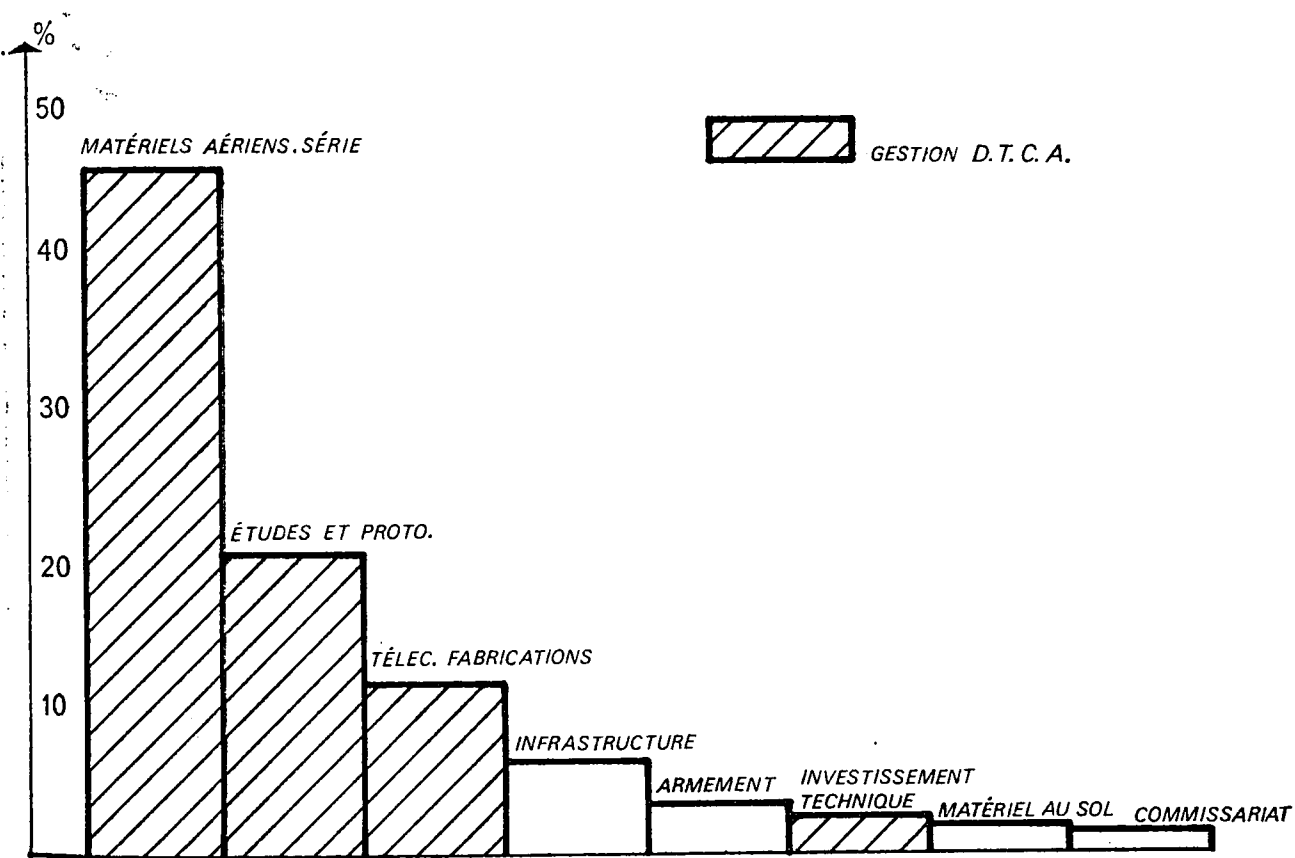 %
50
MATÉRIELS AÉRIENS.SÉRIE
GESTION D.T.C.A.
40
30
ÉTUDES ET PROTO.
20
TÉLEC. FABRICATIONS
10
INFRASTRUCTURE
ARMEMENT
INVESTISSEMENT
TECHNIQUE
MATÉRIEL AU SOL
COMMISSARIAT